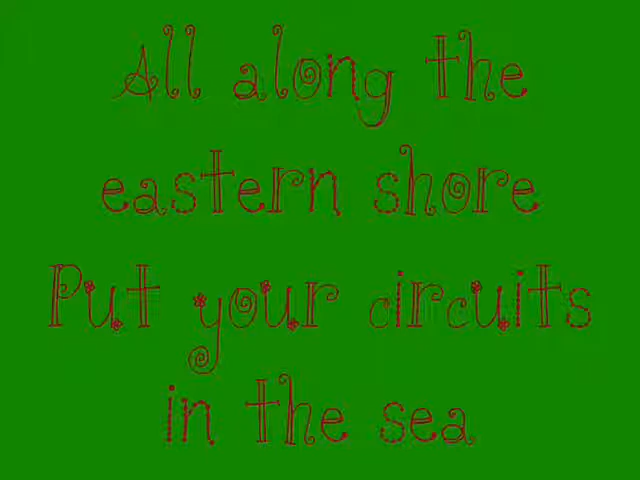 All along the
eastern shore
Put your circuits
in the sea